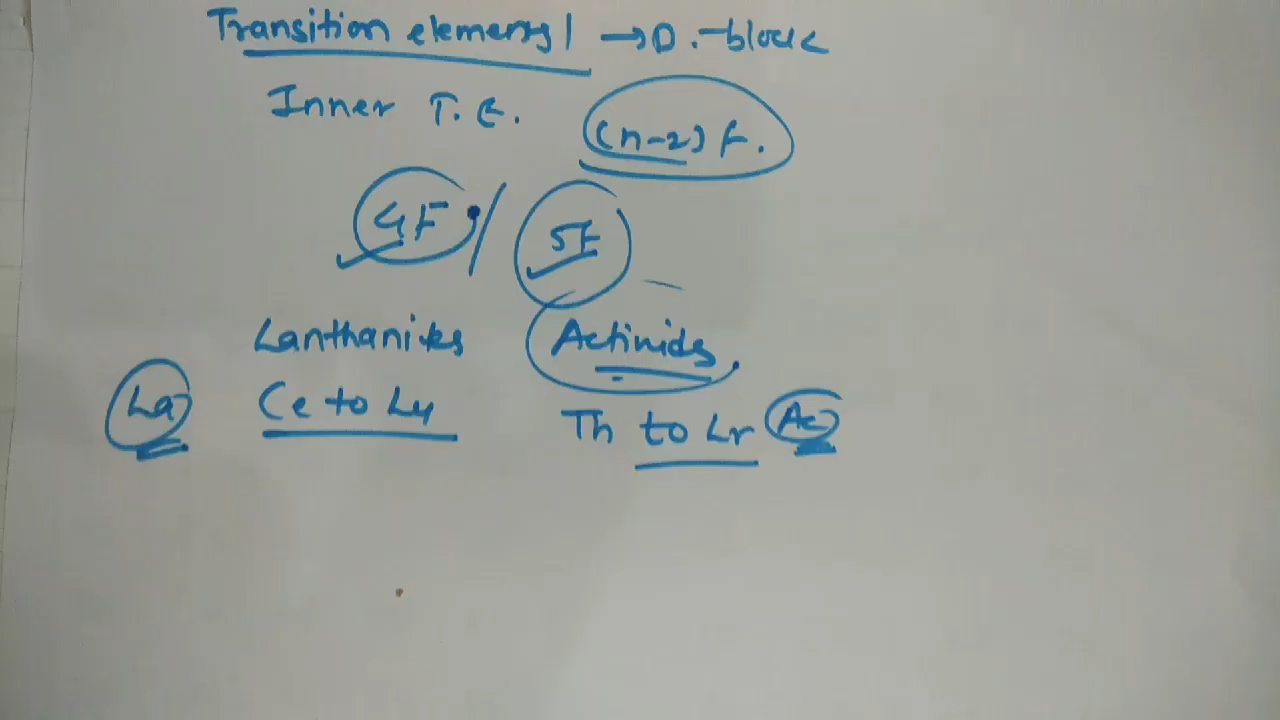 Transition elements | → D.-block
Inner T.E. (n-2) F.
4F / 5F
Lanthanides Actinids.
La Ce to Lu Th to Lr Ac